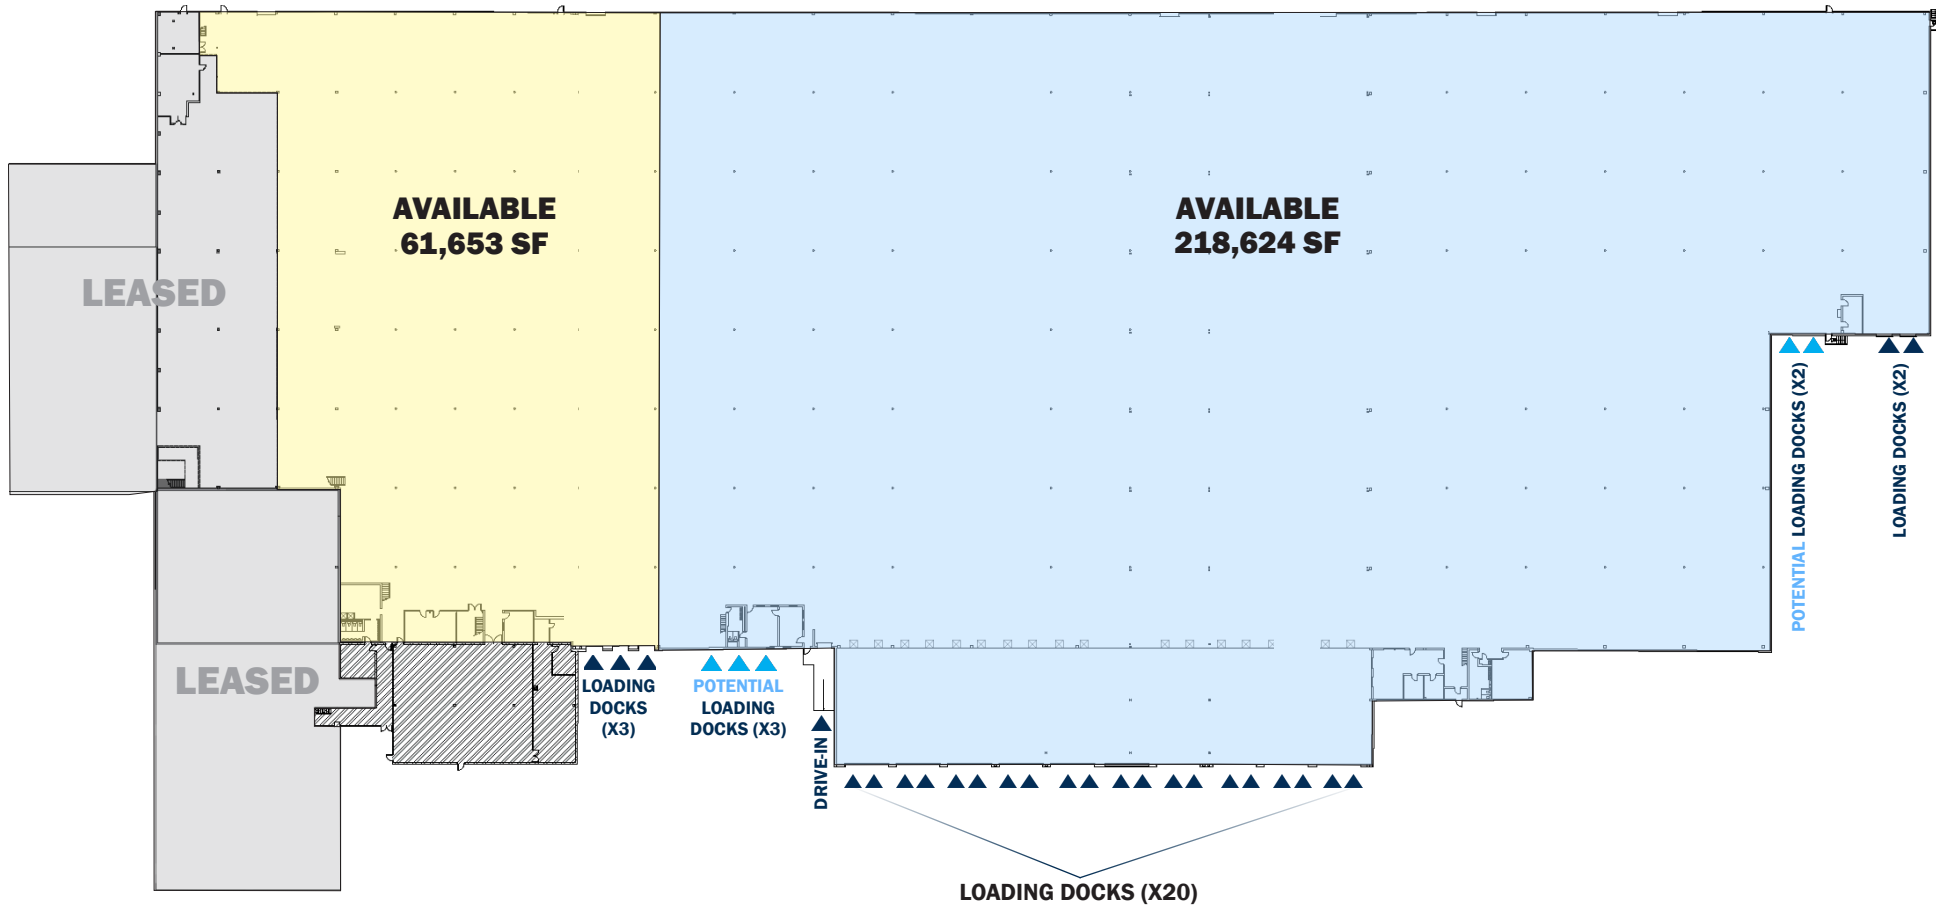 AVAILABLE
61,653 SF
AVAILABLE
218,624 SF
LEASED
LEASED
LOADING
DOCKS
(X3)
POTENTIAL
LOADING
DOCKS (X3)
DRIVE-IN
POTENTIAL LOADING DOCKS (X2)
LOADING DOCKS (X2)
LOADING DOCKS (X20)